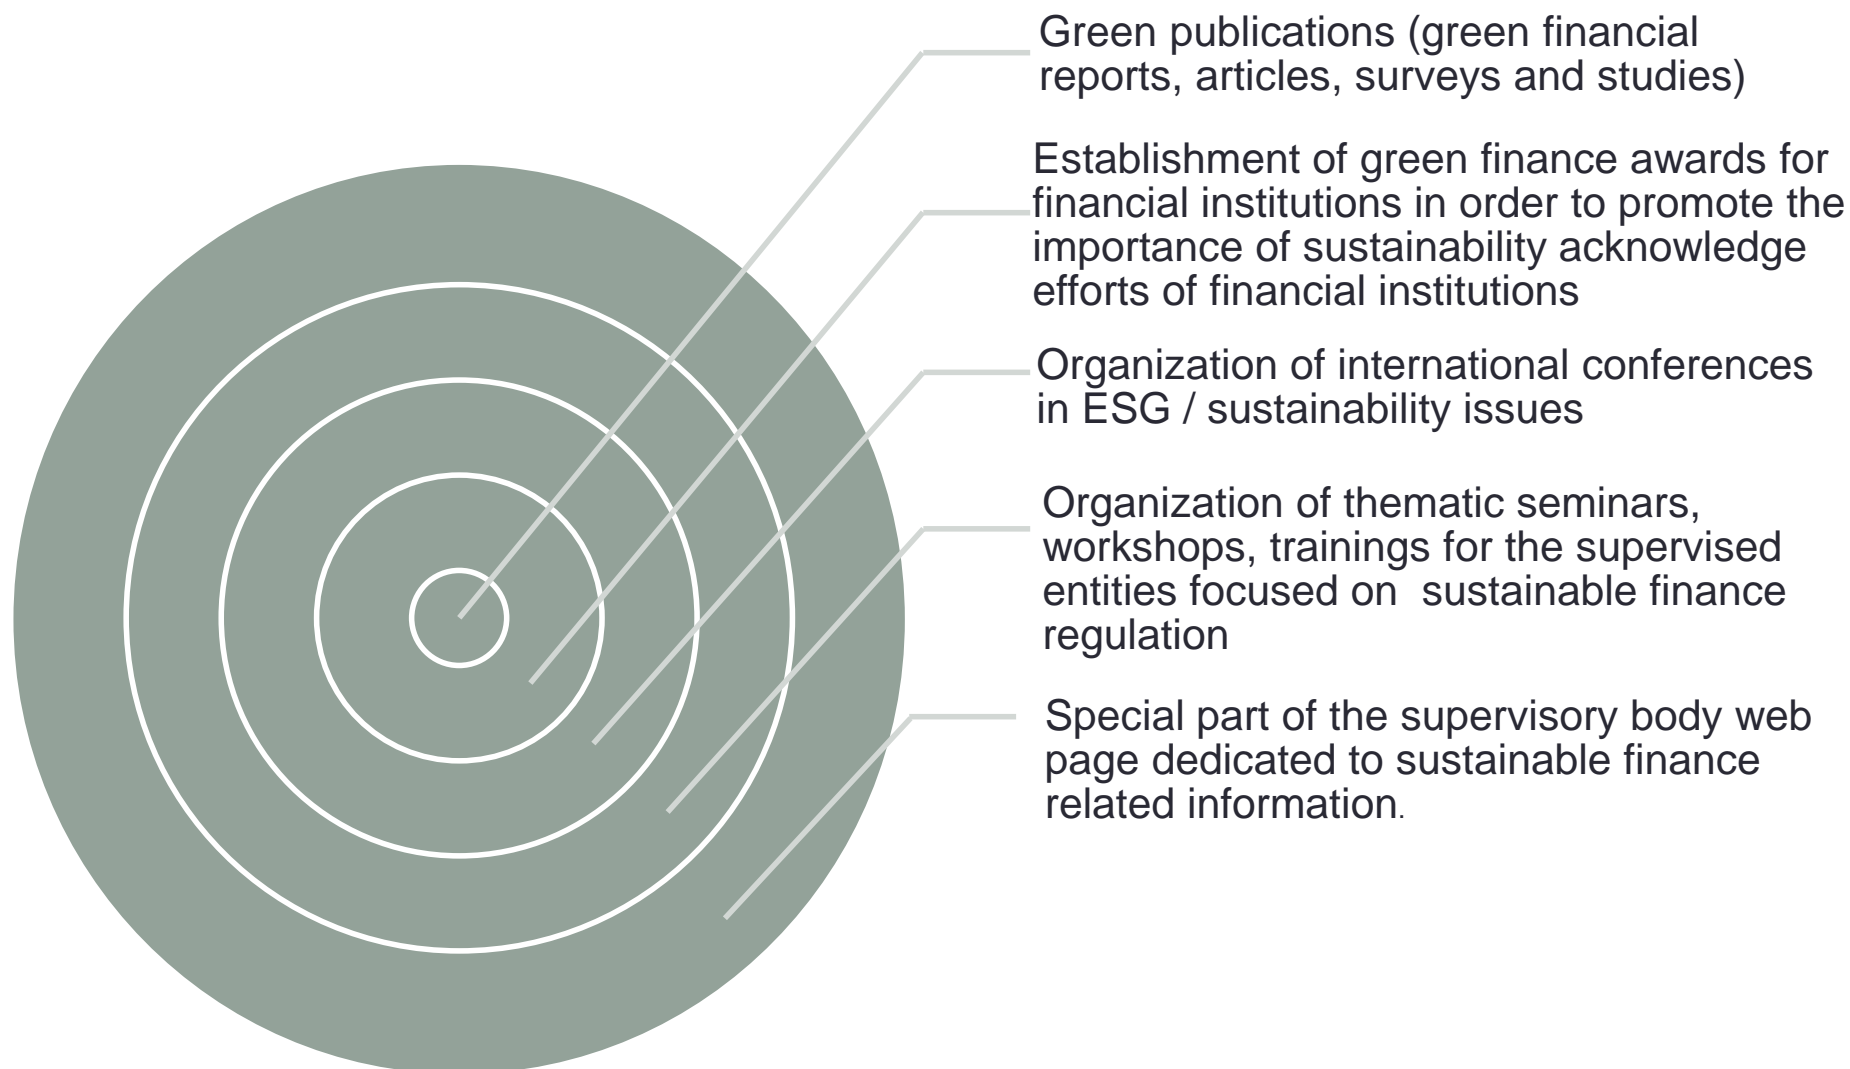 Green publications (green financial
reports, articles, surveys and studies)
Establishment of green finance awards for
financial institutions in order to promote the
importance of sustainability acknowledge
efforts of financial institutions
Organization of international conferences
in ESG / sustainability issues
Organization of thematic seminars,
workshops, trainings for the supervised
entities focused on  sustainable finance
regulation
Special part of the supervisory body web
page dedicated to sustainable finance
related information.